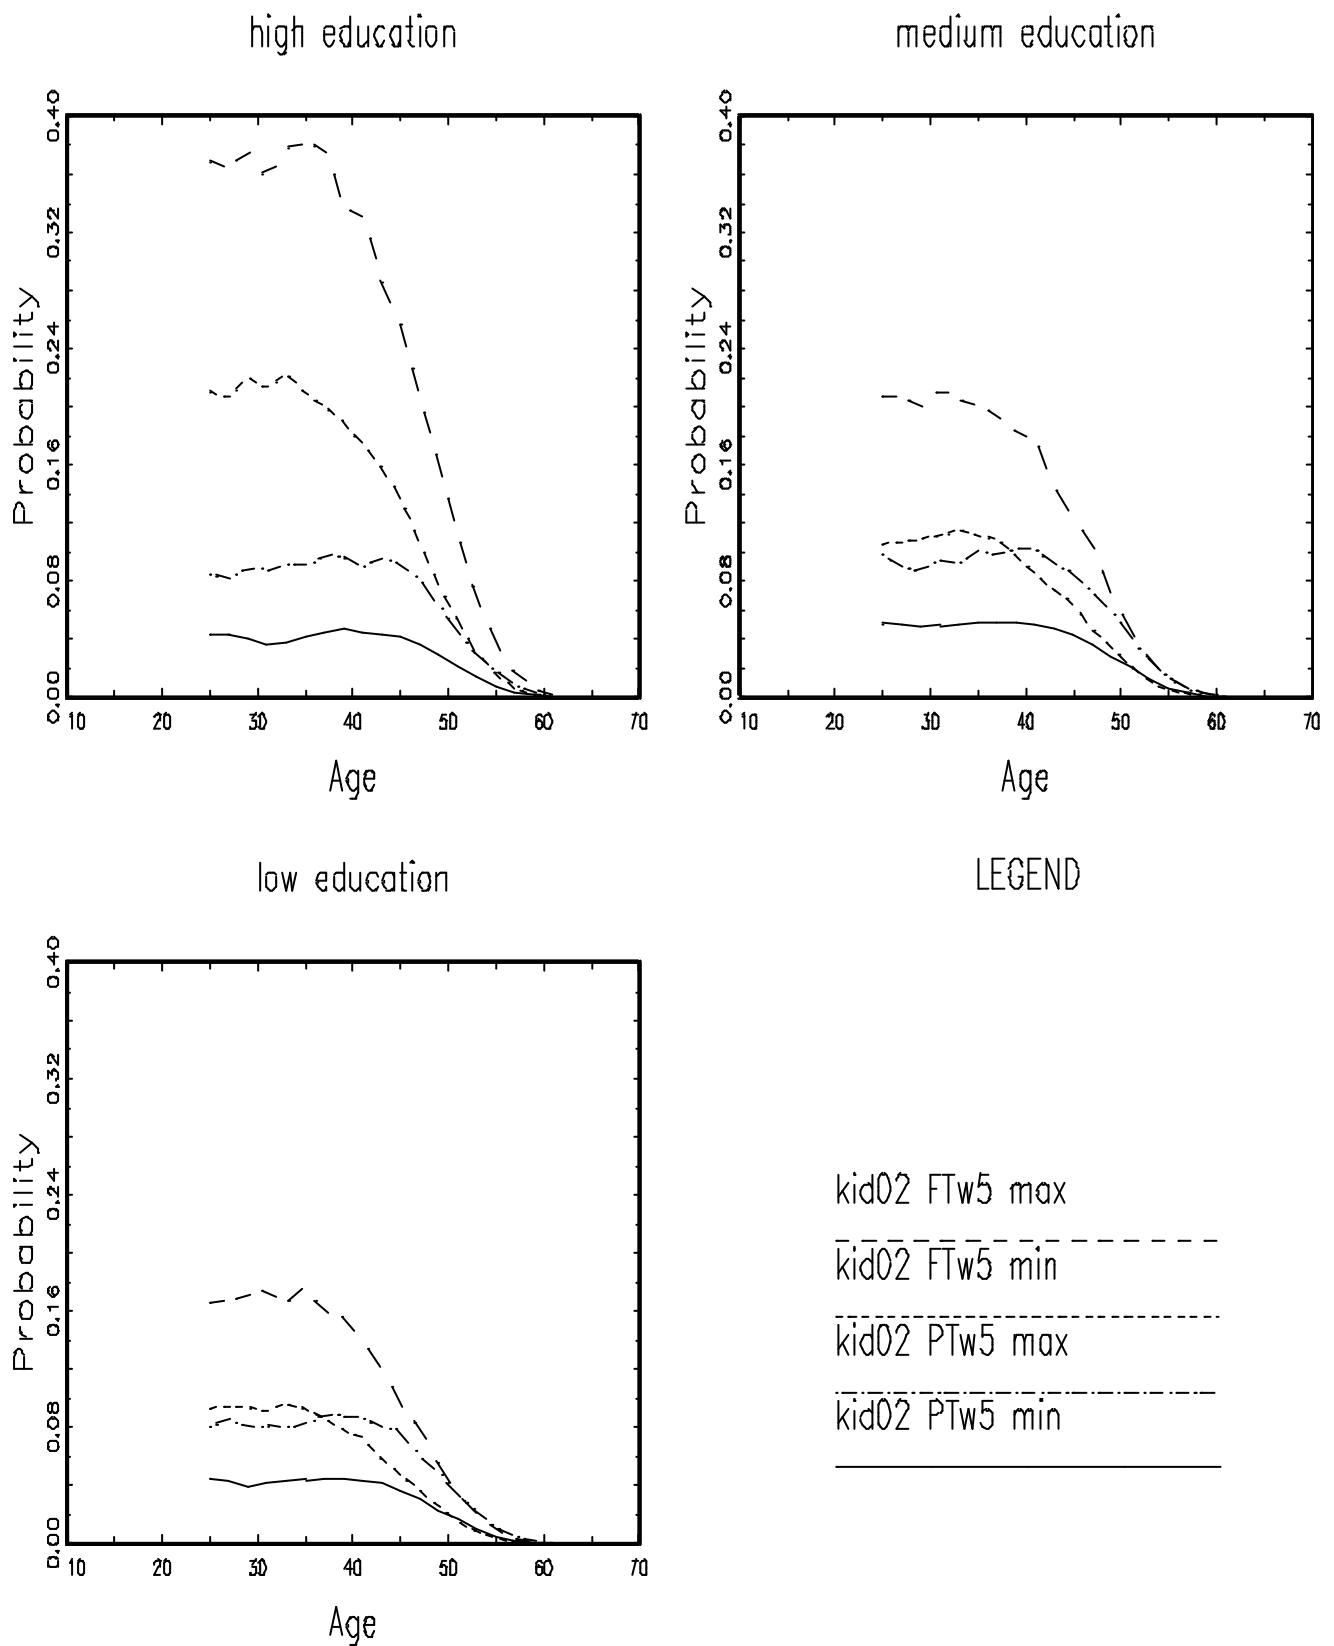 high education
medium education
0.40
0.32
0.24
0.16
0.08
0.00
Probability
10 20 30 40 50 60 70
Age
0.40
0.32
0.24
0.16
0.08
0.00
Probability
10 20 30 40 50 60 70
Age
low education
LEGEND
0.40
0.32
0.24
0.16
0.08
0.00
Probability
10 20 30 40 50 60 70
Age
kid02 FTw5 max
kid02 FTw5 min
kid02 PTw5 max
kid02 PTw5 min